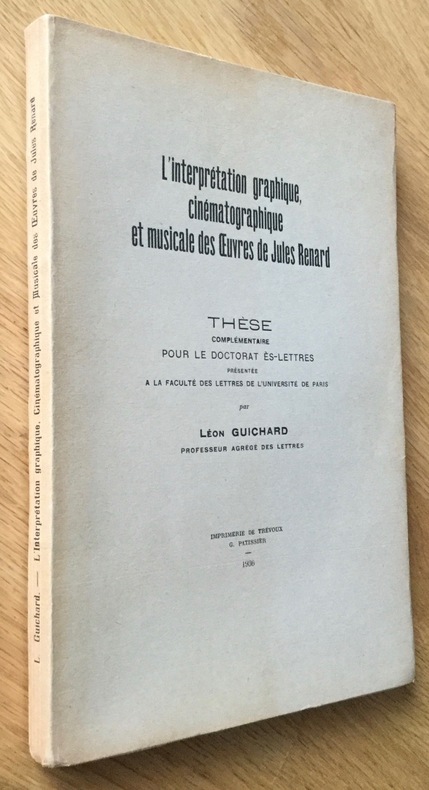 L. Guichard. — L'Interprétation graphique, Cinématographique et Musicale des Œuvres de Jules Renard
L'interprétation graphique,
cinématographique
et musicale des Œuvres de Jules Renard
THÈSE
COMPLÉMENTAIRE
POUR LE DOCTORAT ÈS-LETTRES
PRÉSENTÉE
A LA FACULTÉ DES LETTRES DE L'UNIVERSITÉ DE PARIS
par
LÉON GUICHARD
PROFESSEUR AGRÉGÉ DES LETTRES
IMPRIMERIE DE TRÉVOUX
G. PATISSIER
—
1936